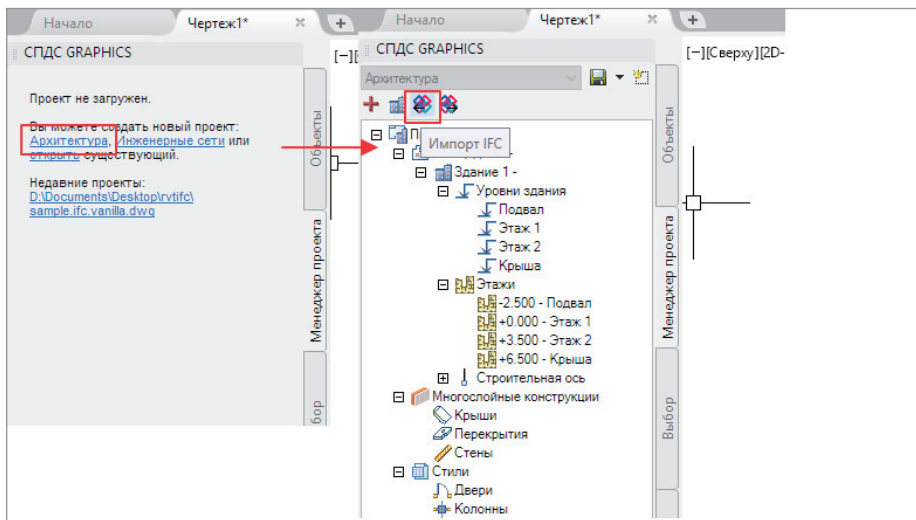 Начало
Чертеж1*
СПДС GRAPHICS
[−][
Проект не загружен.
Вы можете создать новый проект:
Архитектура, Инженерные сети или
открыть существующий.
Недавние проекты:
D:\Documents\Desktop\rvtifc\
sample.ifc.vanilla.dwg
Объекты
Менеджер проекта
бор
Начало
Чертеж1*
СПДС GRAPHICS
[−][Сверху][2D-
Архитектура
Импорт IFC
Здание 1 -
Уровни здания
Подвал
Этаж 1
Этаж 2
Крыша
Этажи
-2.500 - Подвал
+0.000 - Этаж 1
+3.500 - Этаж 2
+6.500 - Крыша
Строительная ось
Многослойные конструкции
Крыши
Перекрытия
Стены
Стили
Двери
Колонны
Объекты
Менеджер проекта
Выбор